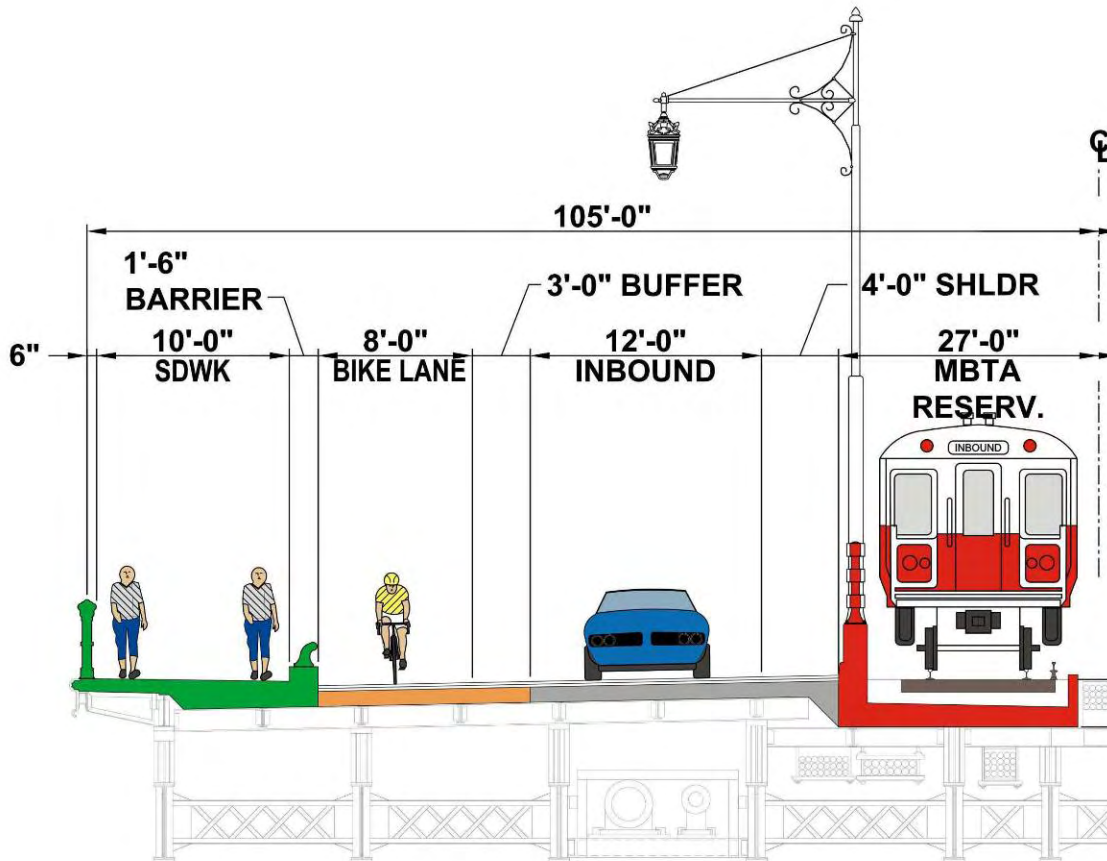 ℄
105'-0"
1'-6"
BARRIER
3'-0" BUFFER
4'-0" SHLDR
6"
10'-0"
SDWK
8'-0"
BIKE LANE
12'-0"
INBOUND
27'-0"
MBTA
RESERV.
INBOUND